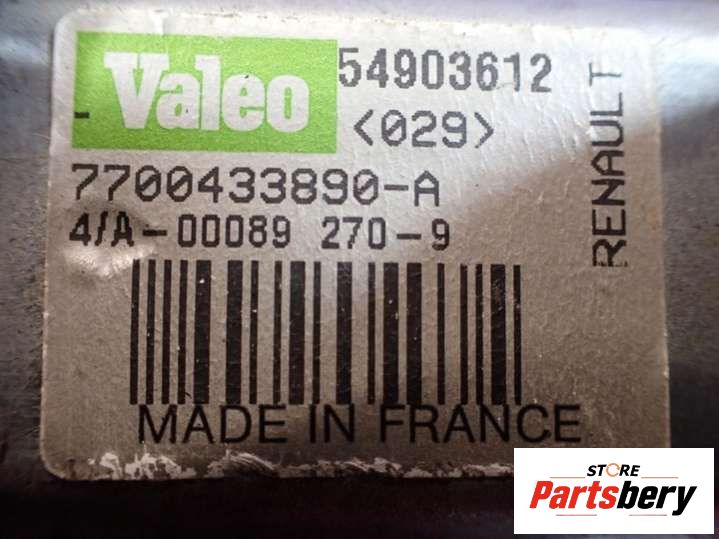 Valeo 54903612
<029>
7700433890-A
4/A-00089 270-9
RENAULT
MADE IN FRANCE
STORE
Partsbery